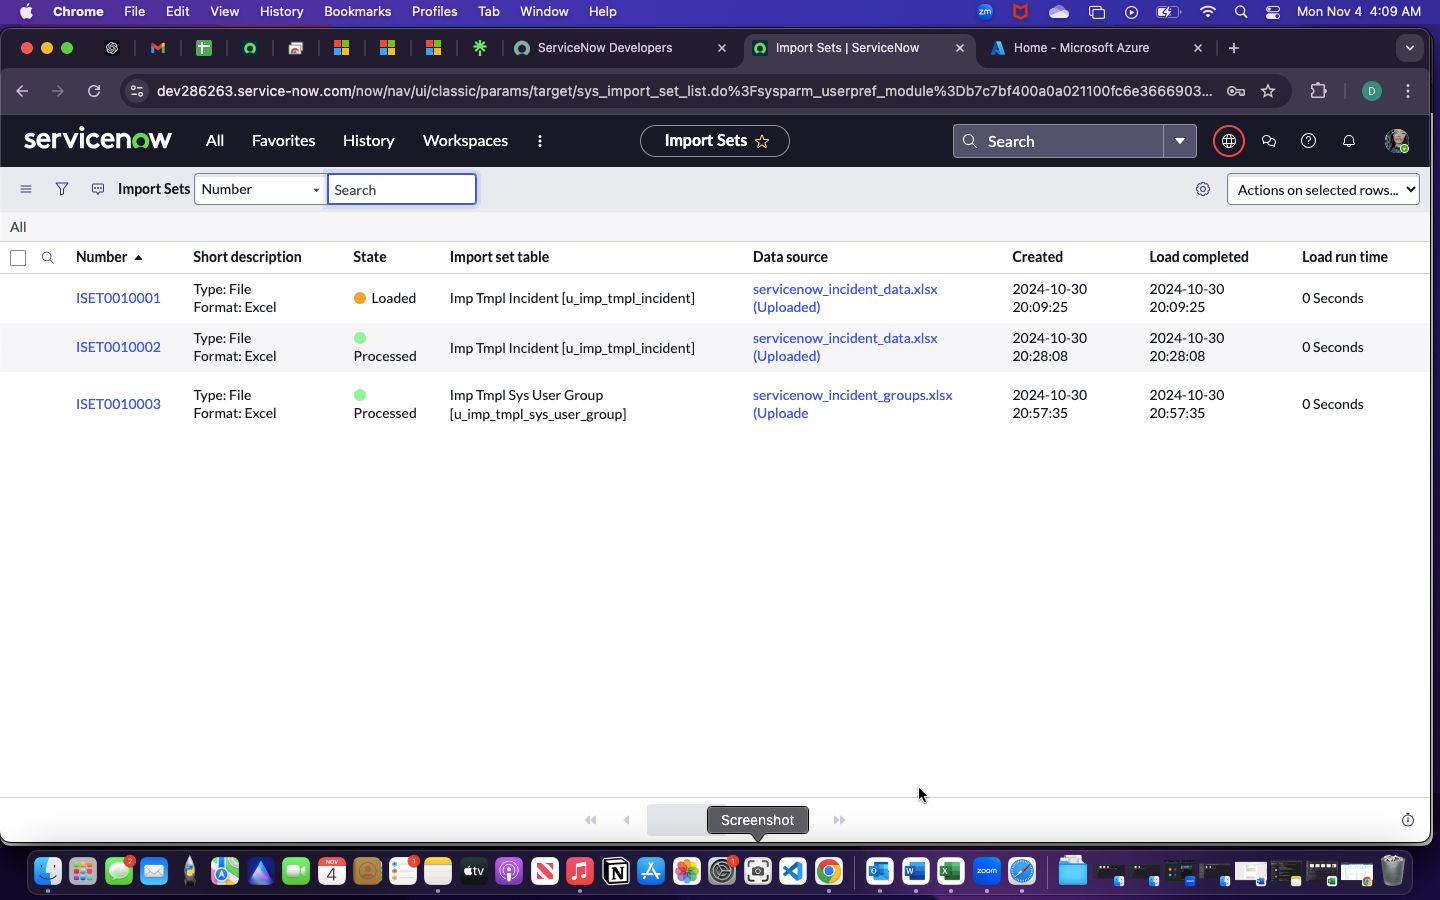 Chrome File Edit View History Bookmarks Profiles Tab Window Help zm Mon Nov 4 4:09 AM
ServiceNow Developers Import Sets | ServiceNow Home - Microsoft Azure
dev286263.service-now.com/now/nav/ui/classic/params/target/sys_import_set_list.do%3Fsysparm_userpref_module%3Db7c7bf400a0a021100fc6e3666903... D
servicenow All Favorites History Workspaces Import Sets Search
Import Sets Number Search Actions on selected rows...
All
Number Short description State Import set table Data source Created Load completed Load run time
ISET0010001 Type: File Format: Excel Loaded Imp Tmpl Incident [u_imp_tmpl_incident] servicenow_incident_data.xlsx (Uploaded) 2024-10-30 20:09:25 2024-10-30 20:09:25 0 Seconds
ISET0010002 Type: File Format: Excel Processed Imp Tmpl Incident [u_imp_tmpl_incident] servicenow_incident_data.xlsx (Uploaded) 2024-10-30 20:28:08 2024-10-30 20:28:08 0 Seconds
ISET0010003 Type: File Format: Excel Processed Imp Tmpl Sys User Group [u_imp_tmpl_sys_user_group] servicenow_incident_groups.xlsx (Uploade 2024-10-30 20:57:35 2024-10-30 20:57:35 0 Seconds
Screenshot
2 NOV 4 1 tv 1 zoom